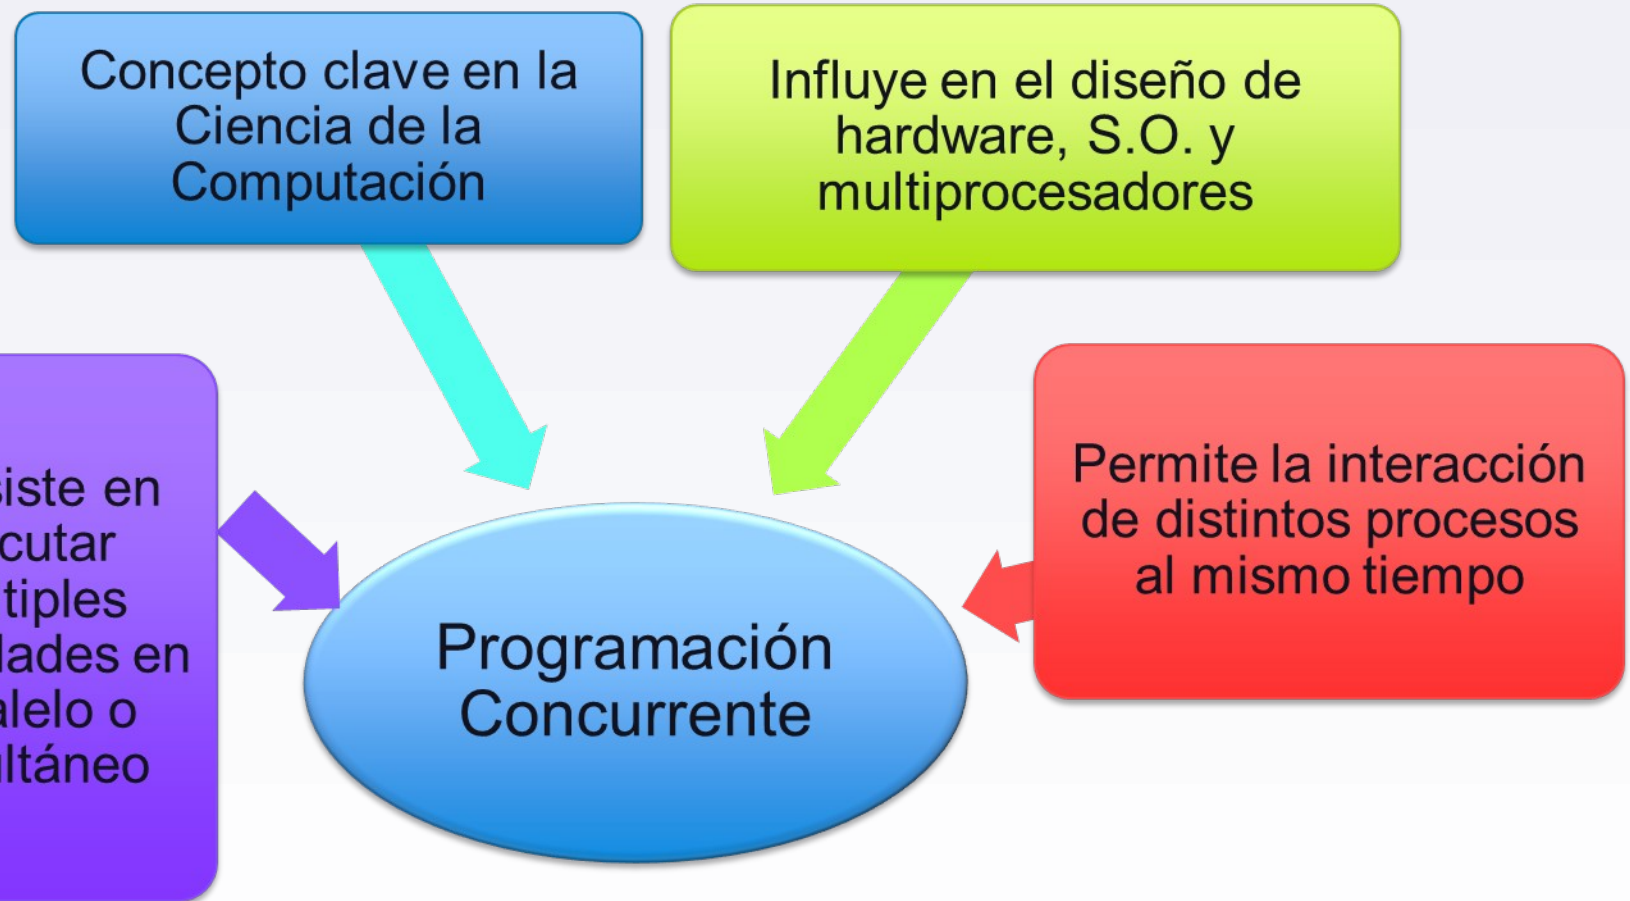 Concepto clave en la
Ciencia de la
Computación
Influye en el diseño de
hardware, S.O. y
multiprocesadores
en
o
Permite la interacción
de distintos procesos
al mismo tiempo
Programación
Concurrente